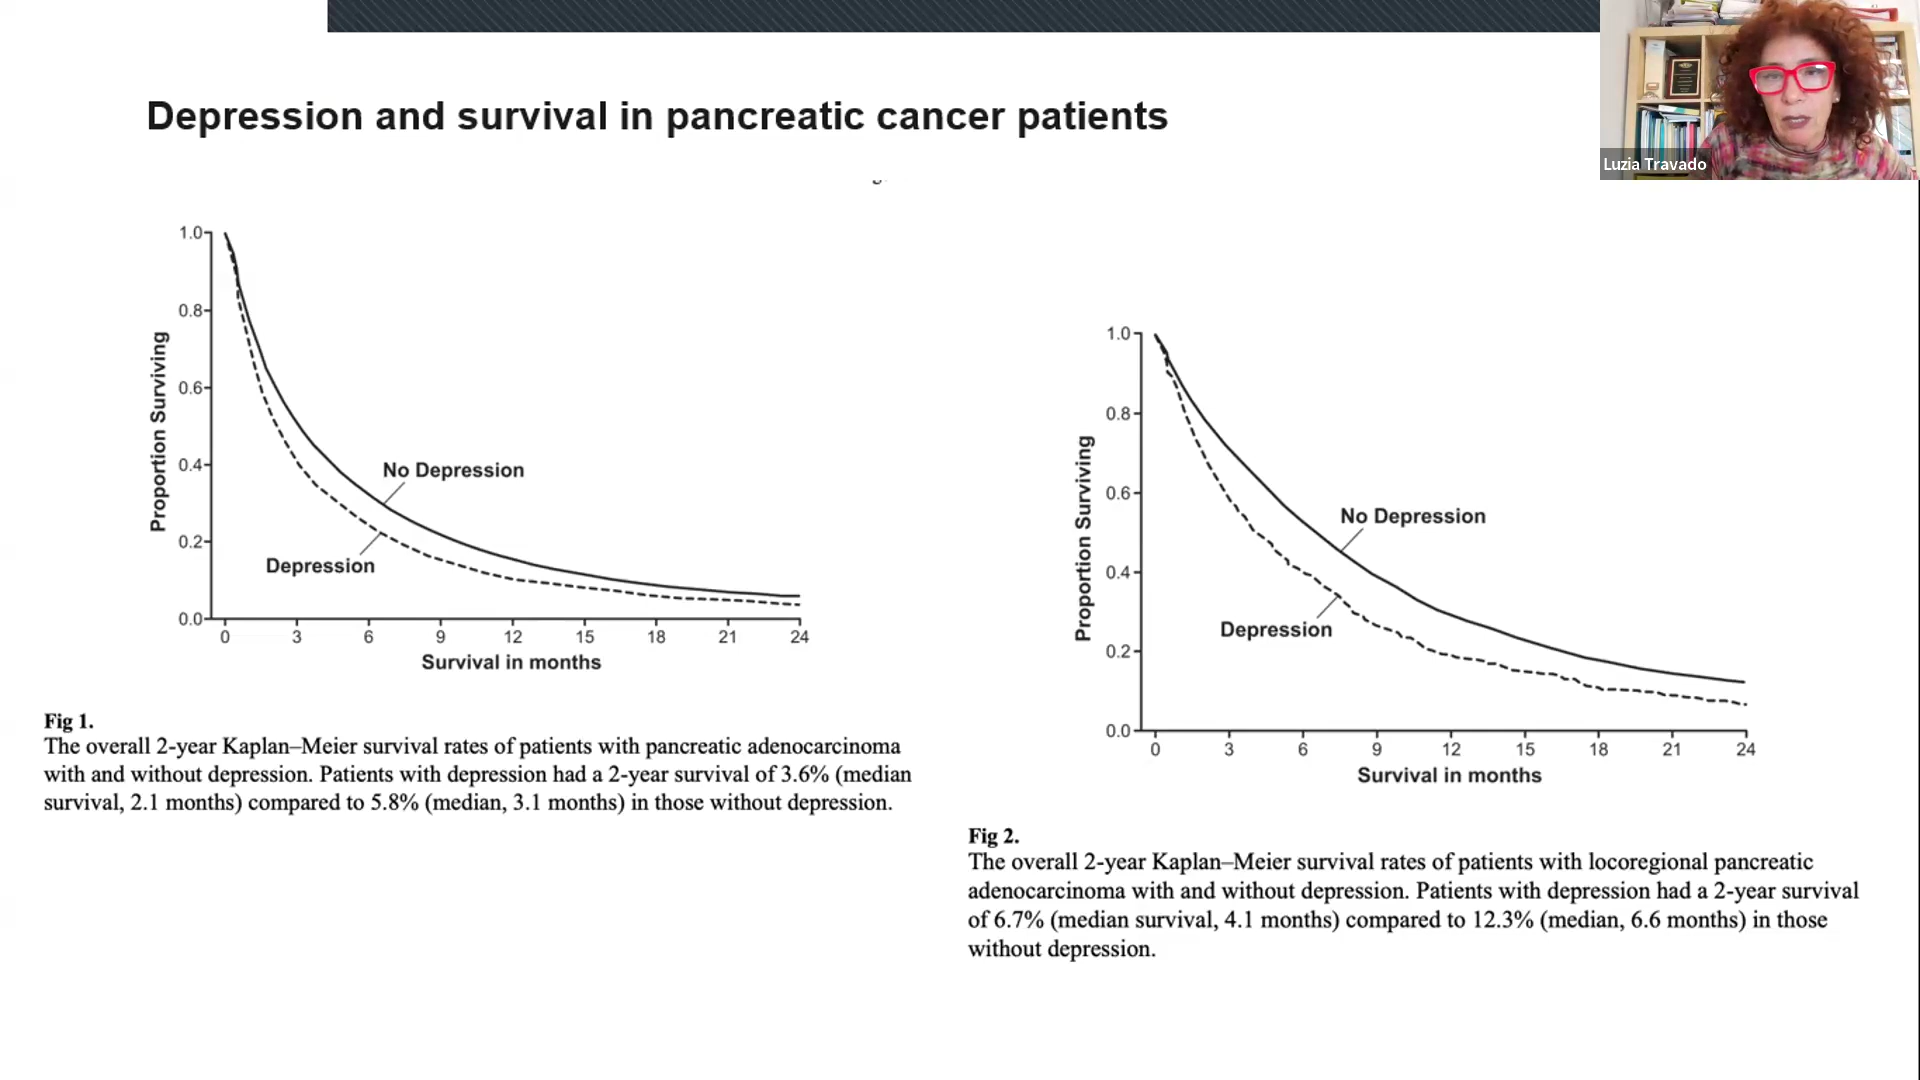 Luzia Travado
Depression and survival in pancreatic cancer patients
1.0
0.8
0.6
0.4
0.2
0.0
Proportion Surviving
No Depression
Depression
0 3 6 9 12 15 18 21 24
Survival in months
Fig 1.
The overall 2-year Kaplan–Meier survival rates of patients with pancreatic adenocarcinoma
with and without depression. Patients with depression had a 2-year survival of 3.6% (median
survival, 2.1 months) compared to 5.8% (median, 3.1 months) in those without depression.
1.0
0.8
0.6
0.4
0.2
0.0
Proportion Surviving
No Depression
Depression
0 3 6 9 12 15 18 21 24
Survival in months
Fig 2.
The overall 2-year Kaplan–Meier survival rates of patients with locoregional pancreatic
adenocarcinoma with and without depression. Patients with depression had a 2-year survival
of 6.7% (median survival, 4.1 months) compared to 12.3% (median, 6.6 months) in those
without depression.